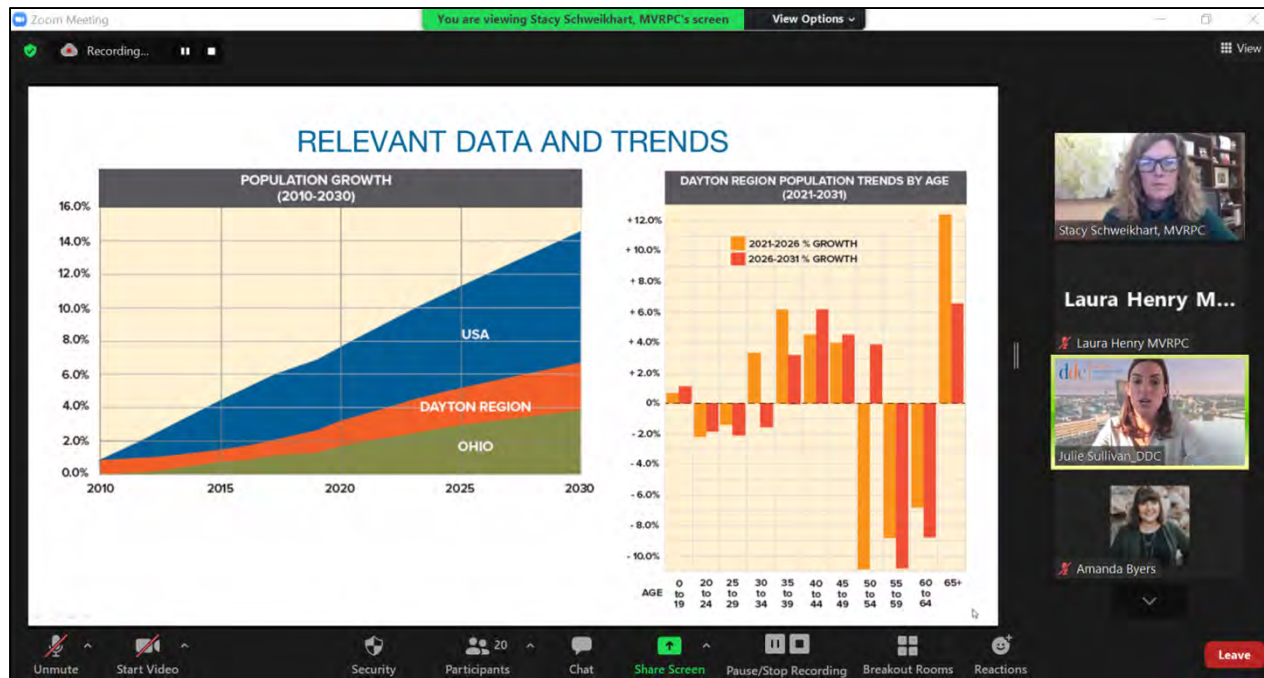 Zoom Meeting
You are viewing Stacy Schweikhart, MVRPC's screen
View Options
Recording...
View
RELEVANT DATA AND TRENDS
POPULATION GROWTH
(2010-2030)
16.0%
14.0%
12.0%
10.0%
8.0%
6.0%
4.0%
2.0%
0.0%
USA
DAYTON REGION
OHIO
2010 2015 2020 2025 2030
DAYTON REGION POPULATION TRENDS BY AGE
(2021-2031)
+ 12.0%
+ 10.0%
+ 8.0%
+ 6.0%
+ 4.0%
+ 2.0%
0%
- 2.0%
- 4.0%
- 6.0%
- 8.0%
- 10.0%
2021-2026 % GROWTH
2026-2031 % GROWTH
AGE
0 to 19
20 to 24
25 to 29
30 to 34
35 to 39
40 to 44
45 to 49
50 to 54
55 to 59
60 to 64
65+
Stacy Schweikhart, MVRPC
Laura Henry M...
Laura Henry MVRPC
ddc
Julie Sullivan_DDC
Amanda Byers
Unmute
Start Video
Security
20
Participants
Chat
Share Screen
Pause/Stop Recording
Breakout Rooms
Reactions
Leave